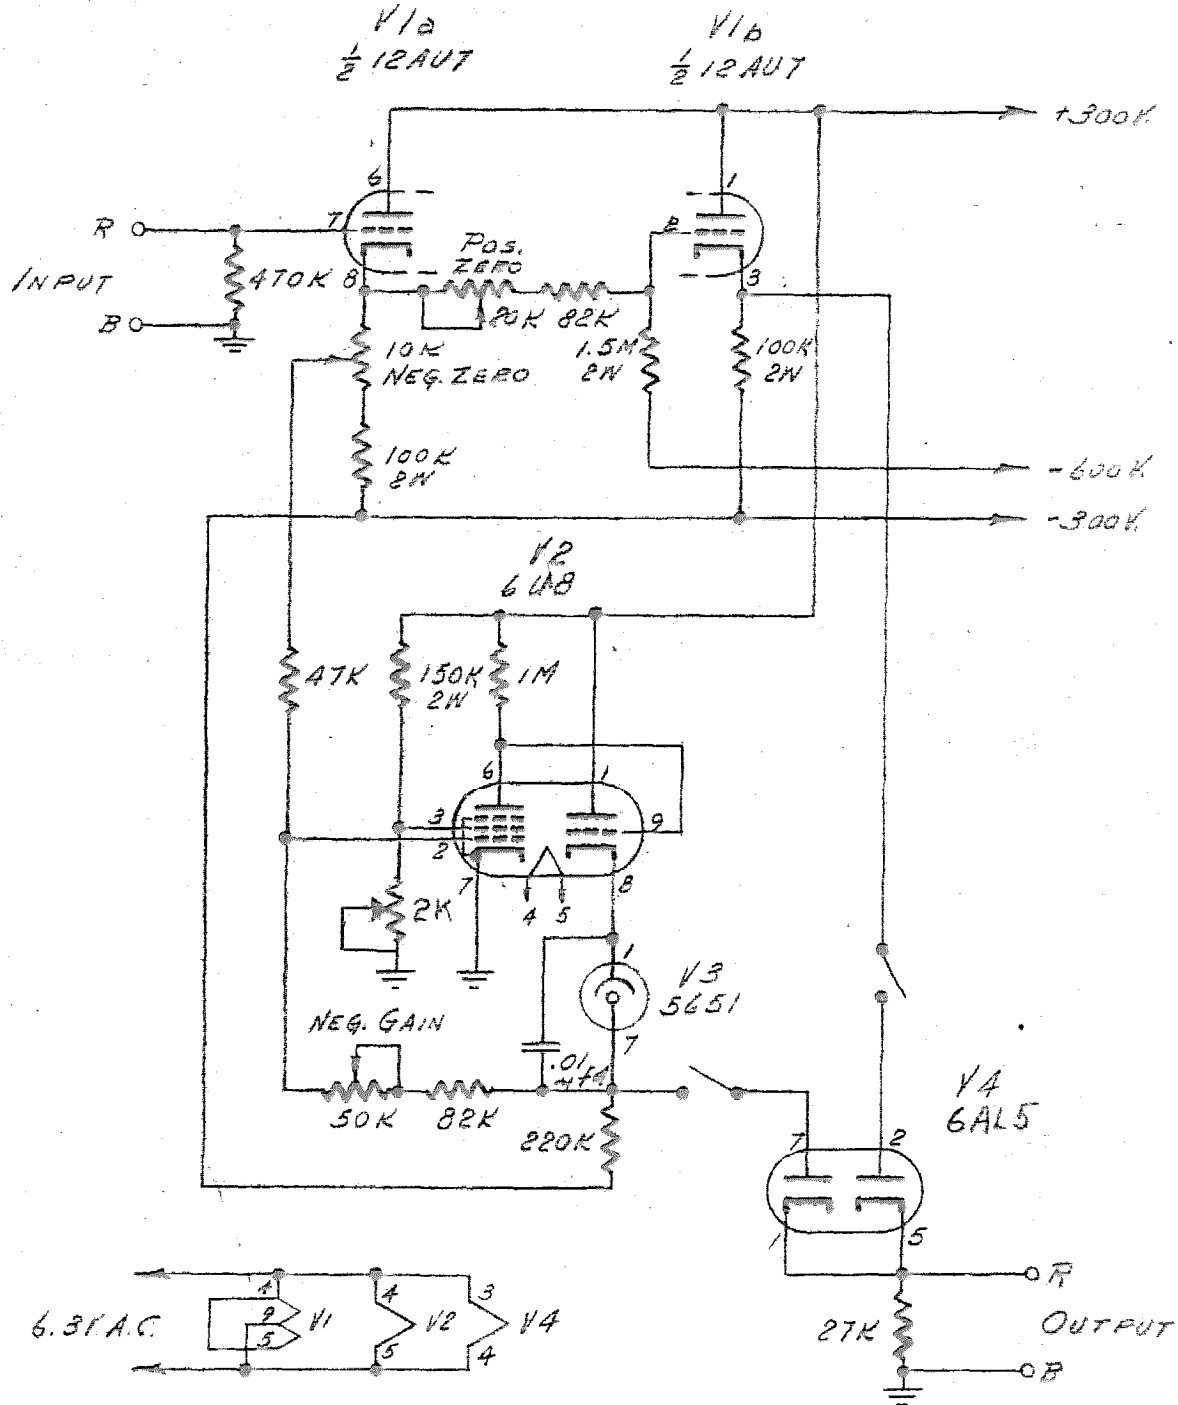 V1a
½ 12AU7
V1b
½ 12AU7
+300V.
6
1
R
7
2
INPUT
470K
8
POS.
ZERO
3
B
20K
82K
10K
NEG. ZERO
1.5M
2W
100K
2W
100K
2W
-600V.
-300V.
V2
6U8
47K
150K
2W
1M
6
1
3
9
2
7
4
5
8
2K
1
V3
5651
7
NEG. GAIN
.01
μfd
50K
82K
220K
V4
6AL5
7
2
1
5
R
6.3V. A.C.
4
9
5
V1
4
5
V2
3
4
V4
27K
OUTPUT
B